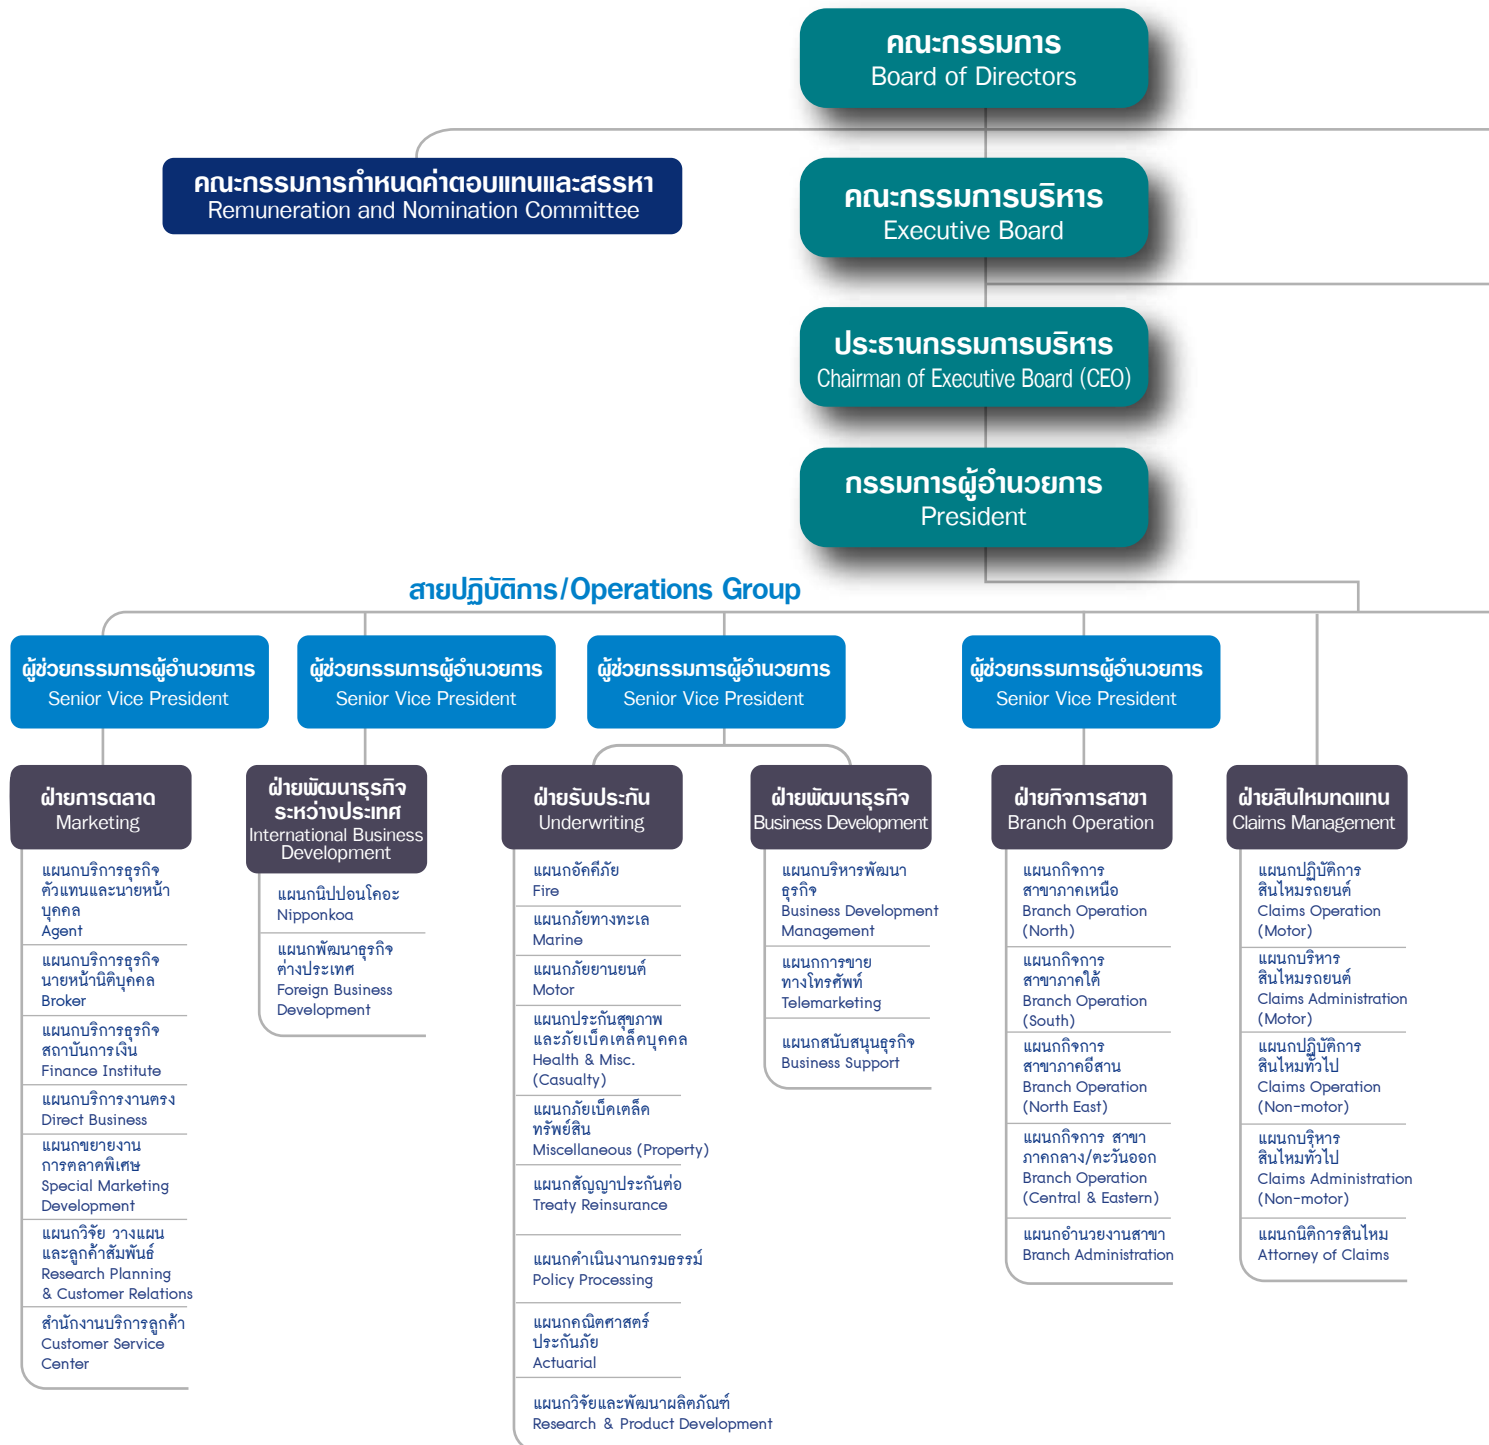 คณะกรรมการ
Board of Directors
คณะกรรมการกำหนดค่าตอบแทนและสรรหา
Remuneration and Nomination Committee
คณะกรรมการบริหาร
Executive Board
ประธานกรรมการบริหาร
Chairman of Executive Board (CEO)
กรรมการผู้อำนวยการ
President
สายปฏิบัติการ/Operations Group
ผู้ช่วยกรรมการผู้อำนวยการ
Senior Vice President
ผู้ช่วยกรรมการผู้อำนวยการ
Senior Vice President
ผู้ช่วยกรรมการผู้อำนวยการ
Senior Vice President
ผู้ช่วยกรรมการผู้อำนวยการ
Senior Vice President
ฝ่ายการตลาด
Marketing
แผนกบริการธุรกิจ
ตัวแทนและนายหน้า
บุคคล
Agent
แผนกบริการธุรกิจ
นายหน้านิติบุคคล
Broker
แผนกบริการธุรกิจ
สถาบันการเงิน
Finance Institute
แผนกบริการงานตรง
Direct Business
แผนกขยายงาน
การตลาดพิเศษ
Special Marketing
Development
แผนกวิจัย วางแผน
และลูกค้าสัมพันธ์
Research Planning
& Customer Relations
สำนักงานบริการลูกค้า
Customer Service
Center
ฝ่ายพัฒนาธุรกิจ
ระหว่างประเทศ
International Business
Development
แผนกนิปปอนโคอะ
Nipponkoa
แผนกพัฒนาธุรกิจ
ต่างประเทศ
Foreign Business
Development
ฝ่ายรับประกัน
Underwriting
แผนกอัคคีภัย
Fire
แผนกภัยทางทะเล
Marine
แผนกภัยยานยนต์
Motor
แผนกประกันสุขภาพ
และภัยเบ็ดเตล็ดบุคคล
Health & Misc.
(Casualty)
แผนกภัยเบ็ดเตล็ด
ทรัพย์สิน
Miscellaneous (Property)
แผนกสัญญาประกันต่อ
Treaty Reinsurance
แผนกดำเนินงานกรมธรรม์
Policy Processing
แผนกคณิตศาสตร์
ประกันภัย
Actuarial
แผนกวิจัยและพัฒนาผลิตภัณฑ์
Research & Product Development
ฝ่ายพัฒนาธุรกิจ
Business Development
แผนกบริหารพัฒนา
ธุรกิจ
Business Development
Management
แผนกการขาย
ทางโทรศัพท์
Telemarketing
แผนกสนับสนุนธุรกิจ
Business Support
ฝ่ายกิจการสาขา
Branch Operation
แผนกกิจการ
สาขาภาคเหนือ
Branch Operation
(North)
แผนกกิจการ
สาขาภาคใต้
Branch Operation
(South)
แผนกกิจการ
สาขาภาคอีสาน
Branch Operation
(North East)
แผนกกิจการ สาขา
ภาคกลาง/ตะวันออก
Branch Operation
(Central & Eastern)
แผนกอำนวยงานสาขา
Branch Administration
ฝ่ายสินไหมทดแทน
Claims Management
แผนกปฏิบัติการ
สินไหมรถยนต์
Claims Operation
(Motor)
แผนกบริหาร
สินไหมรถยนต์
Claims Administration
(Motor)
แผนกปฏิบัติการ
สินไหมทั่วไป
Claims Operation
(Non-motor)
แผนกบริหาร
สินไหมทั่วไป
Claims Administration
(Non-motor)
แผนกนิติการสินไหม
Attorney of Claims